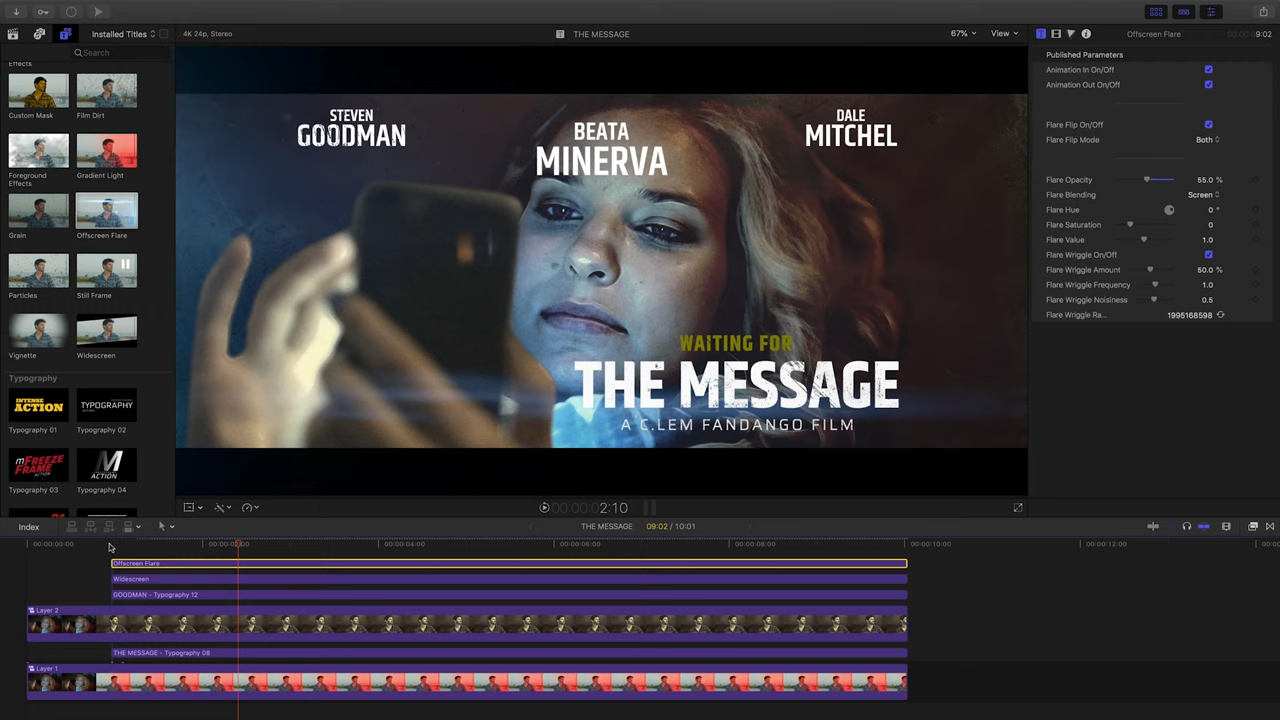 Installed Titles
4K 24p, Stereo
THE MESSAGE
67%
View
Offscreen Flare
9:02
Search
Published Parameters
Effects
Animation In On/Off
Animation Out On/Off
Custom Mask
Film Dirt
Flare Flip On/Off
Flare Flip Mode
Both
Foreground
Effects
Gradient Light
Flare Opacity
55.0 %
Flare Blending
Screen
Flare Hue
0 °
Flare Saturation
0
Grain
Offscreen Flare
Flare Value
1.0
Flare Wriggle On/Off
Flare Wriggle Amount
50.0 %
Flare Wriggle Frequency
1.0
Particles
Still Frame
Flare Wriggle Noisiness
0.5
Flare Wriggle Ra...
1995168598
Vignette
Widescreen
STEVEN
GOODMAN
BEATA
MINERVA
DALE
MITCHEL
WAITING FOR
THE MESSAGE
A C.LEM FANDANGO FILM
Typography
INTENSE
ACTION
TYPOGRAPHY
ACTION
Typography 01
Typography 02
mFREEZE
FRAME
ACTION
M
ACTION
Typography 03
Typography 04
00:00:00:02:10
Index
THE MESSAGE
09:02 / 10:01
00:00:00:00
00:00:04:00
00:00:06:00
00:00:08:00
00:00:10:00
00:00:12:00
Offscreen Flare
Widescreen
GOODMAN - Typography 12
Layer 2
THE MESSAGE - Typography 08
Layer 1